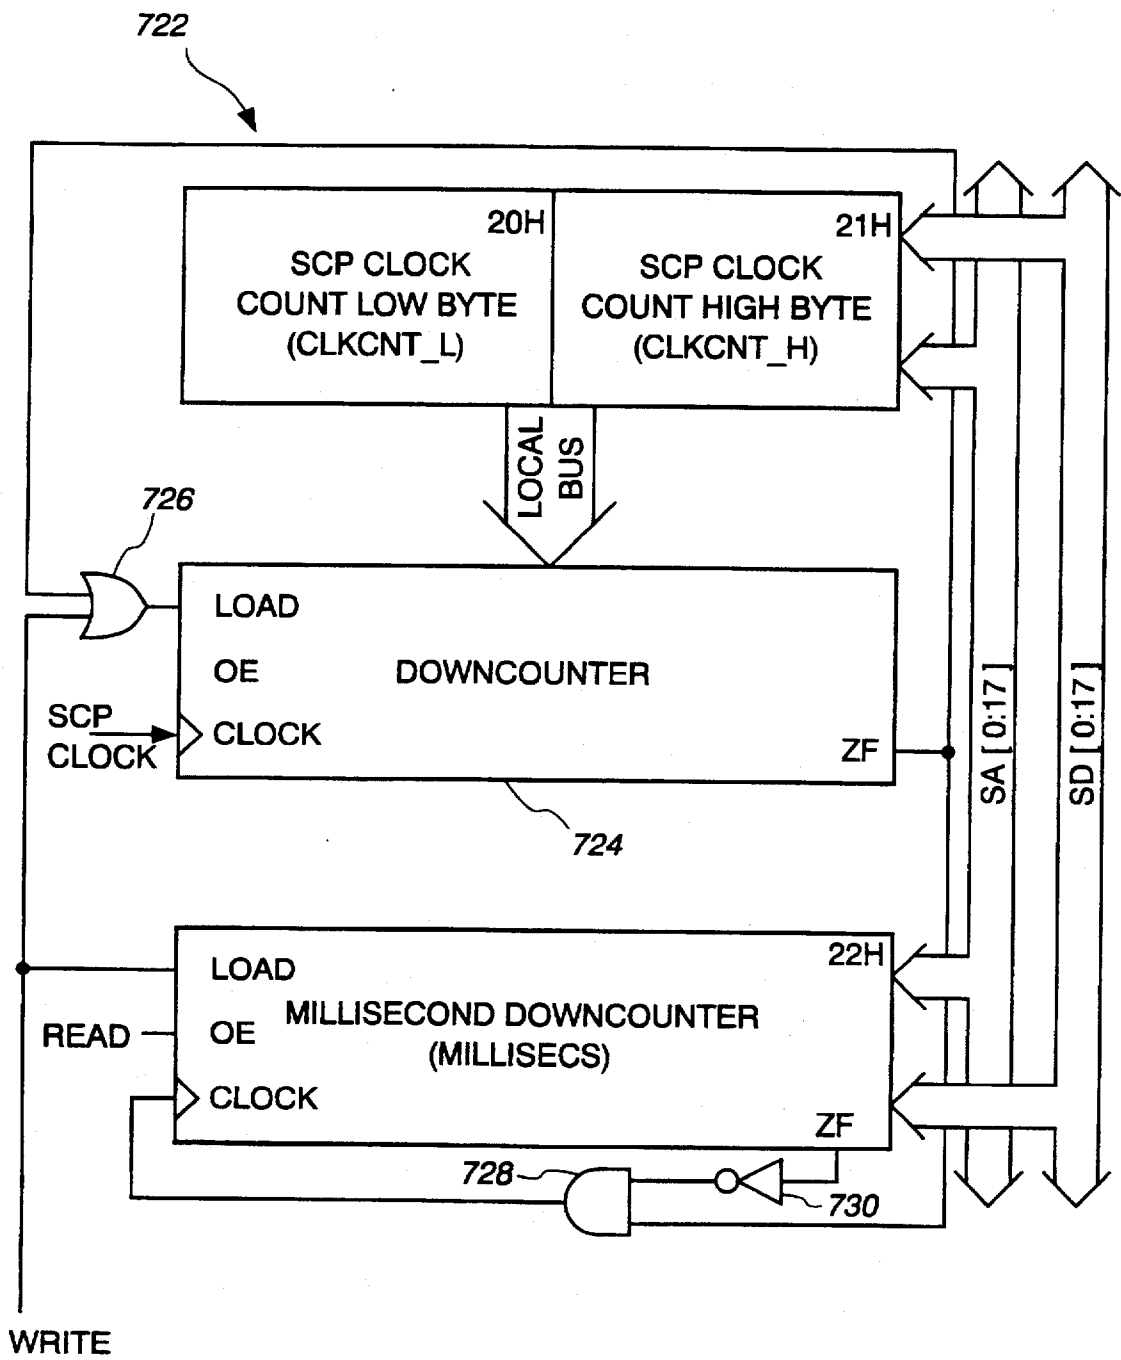 722
20H
SCP CLOCK
COUNT LOW BYTE
(CLKCNT_L)
21H
SCP CLOCK
COUNT HIGH BYTE
(CLKCNT_H)
LOCAL
BUS
726
LOAD
OE
DOWNCOUNTER
SCP
CLOCK
CLOCK
ZF
724
SA [ 0:17 ]
SD [ 0:17 ]
22H
LOAD
MILLISECOND DOWNCOUNTER
(MILLISECS)
READ
OE
CLOCK
ZF
728
730
WRITE